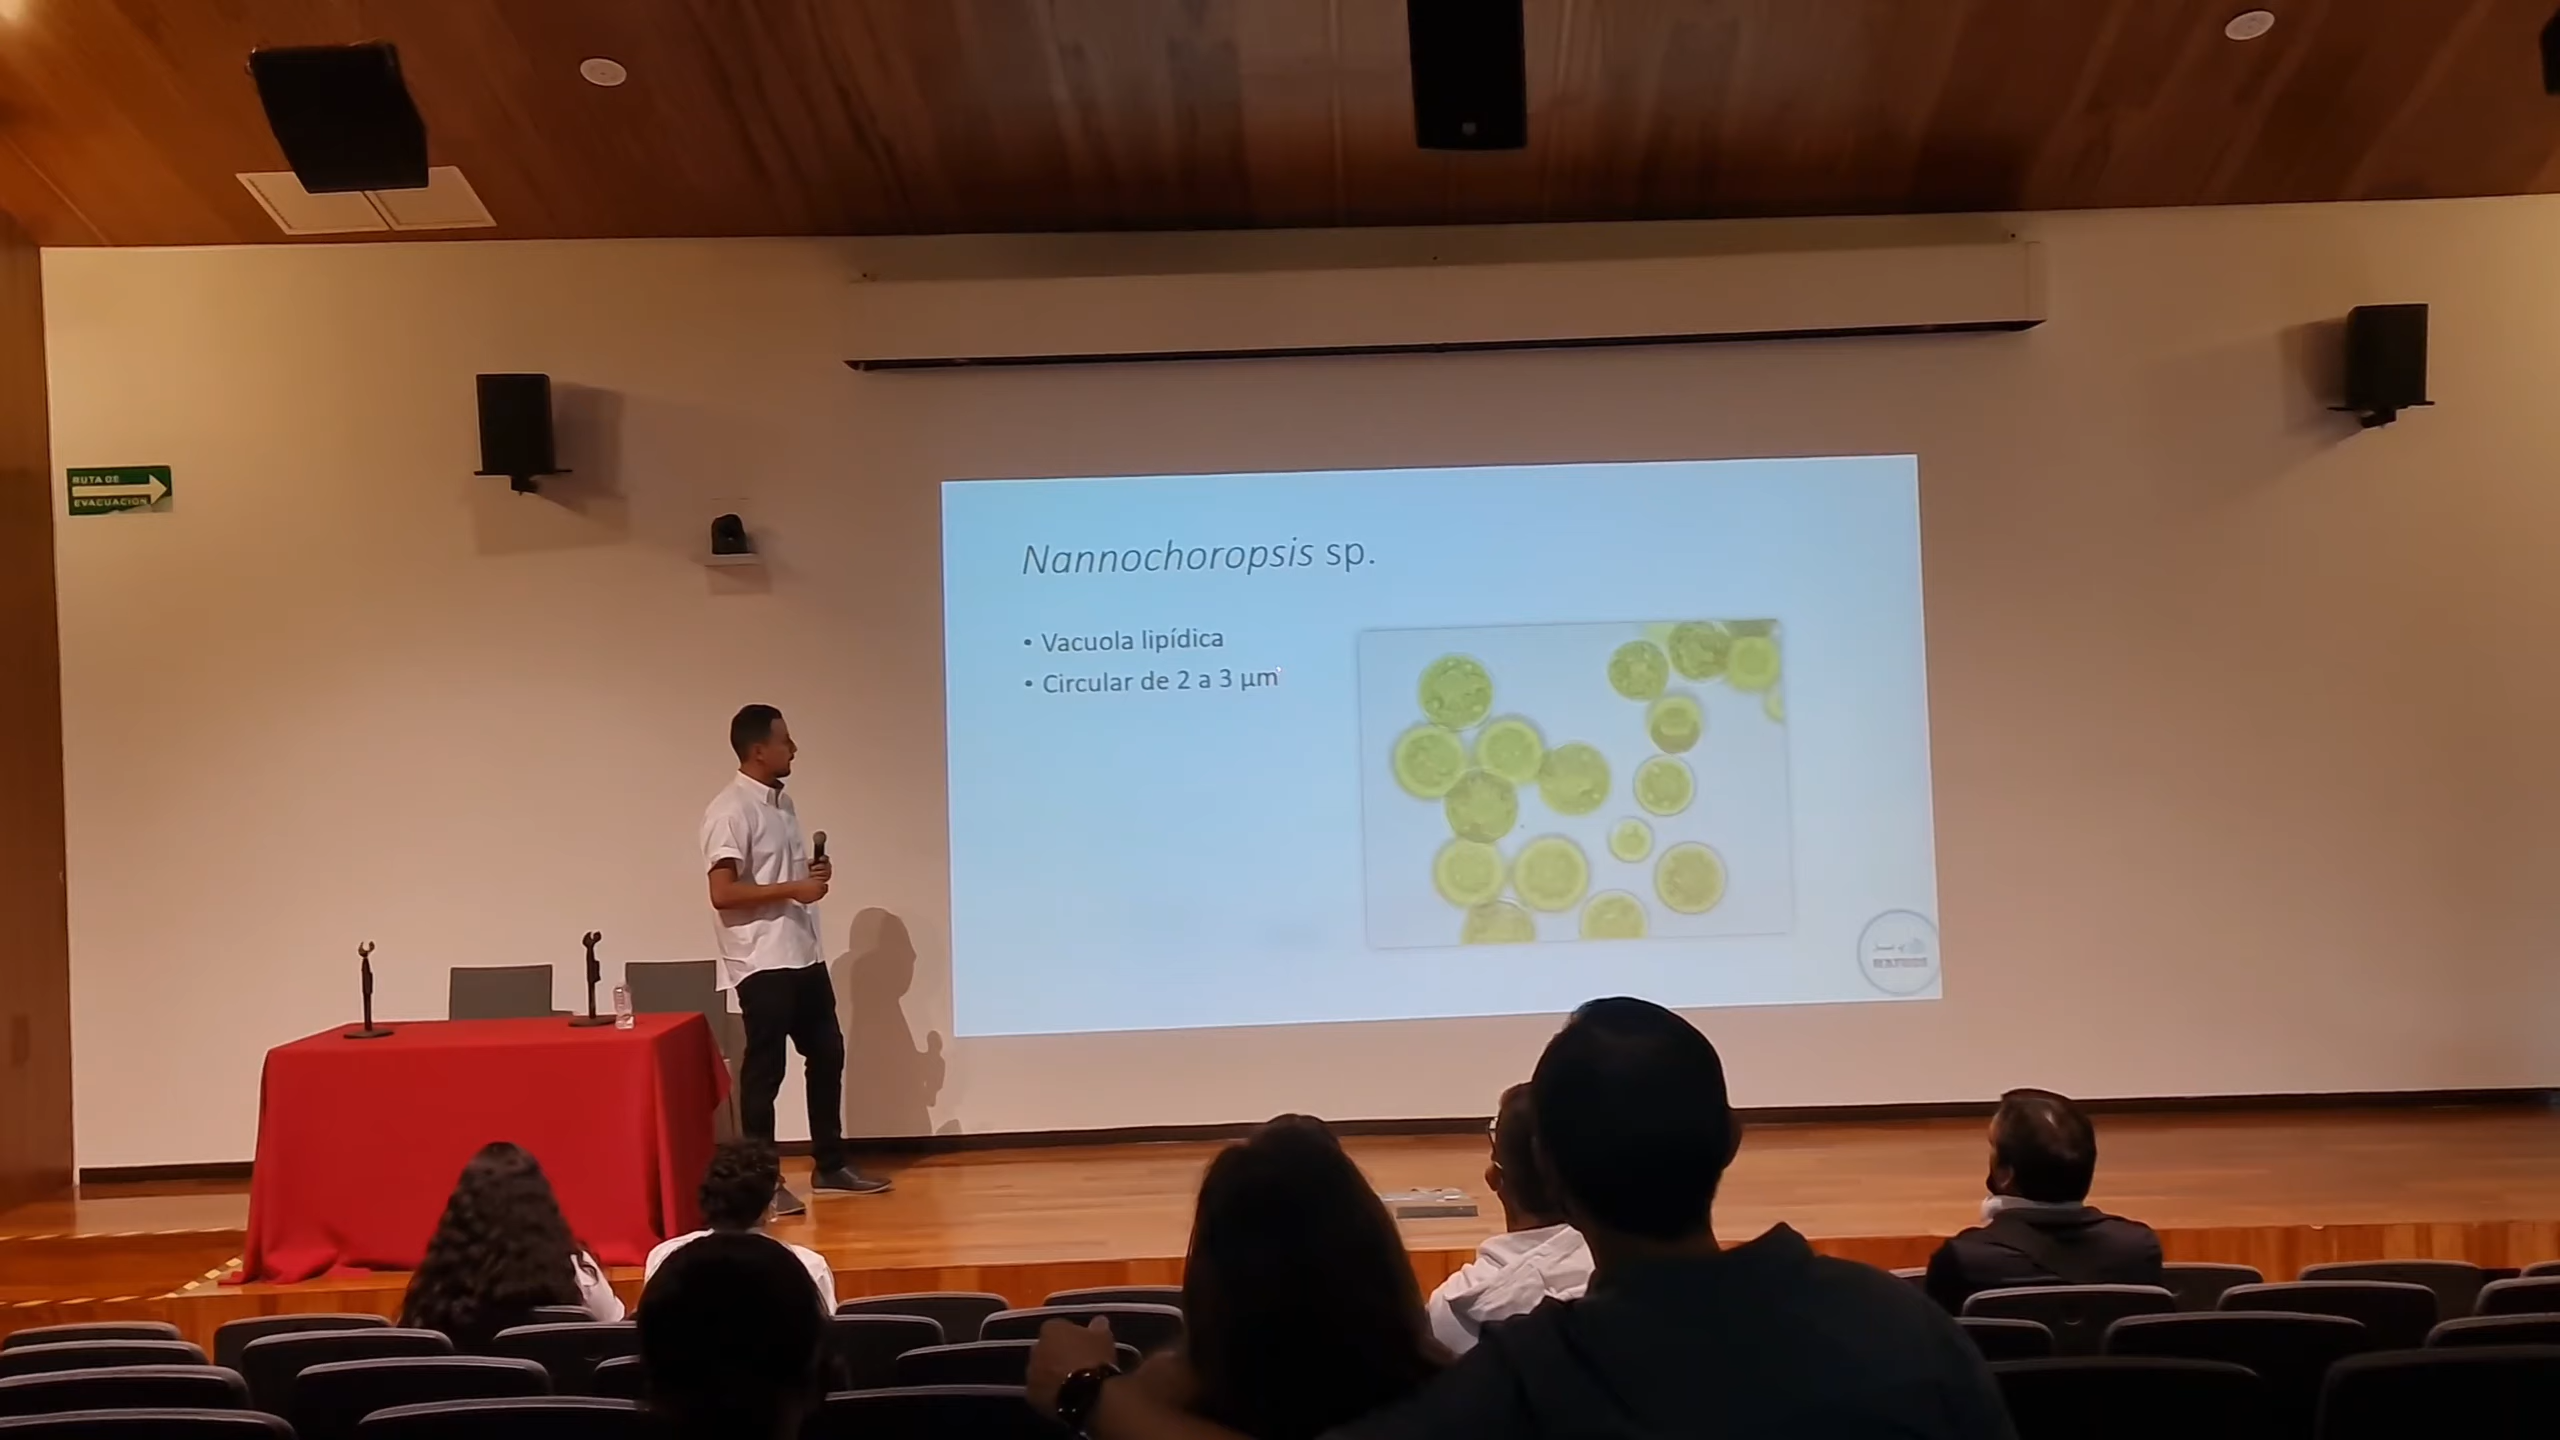 RUTA DE
EVACUACION
Nannochoropsis sp.
• Vacuola lipídica
• Circular de 2 a 3 µm